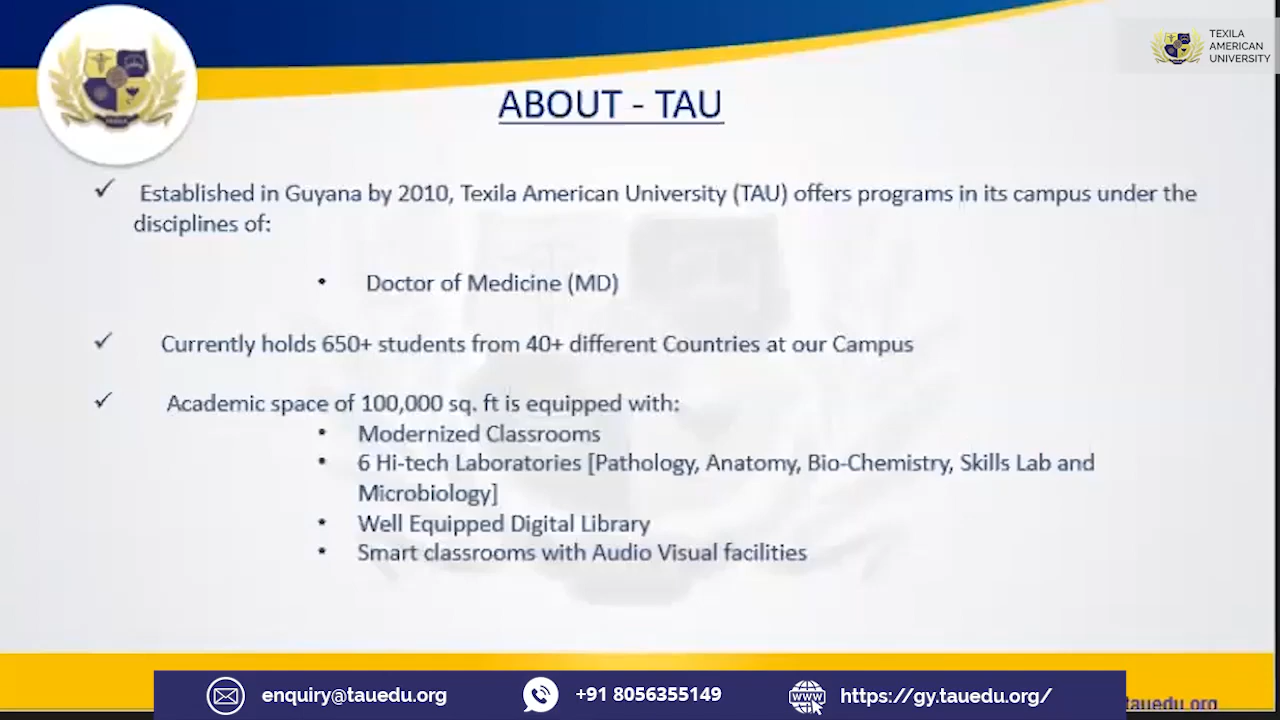 TEXILA
AMERICAN
UNIVERSITY
ABOUT - TAU
✓ Established in Guyana by 2010, Texila American University (TAU) offers programs in its campus under the
disciplines of:
• Doctor of Medicine (MD)
✓ Currently holds 650+ students from 40+ different Countries at our Campus
✓ Academic space of 100,000 sq. ft is equipped with:
• Modernized Classrooms
• 6 Hi-tech Laboratories [Pathology, Anatomy, Bio-Chemistry, Skills Lab and
Microbiology]
• Well Equipped Digital Library
• Smart classrooms with Audio Visual facilities
enquiry@tauedu.org
+91 8056355149
WWW
https://gy.tauedu.org/
tauedu.org